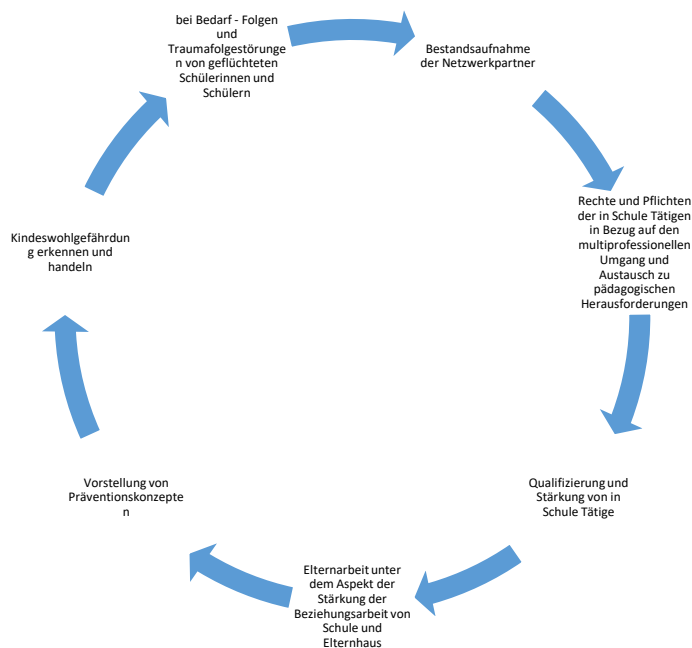 bei Bedarf - Folgen
und
Traumafolgestörunge
n von geflüchteten
Schülerinnen und
Schülern
Bestandsaufnahme
der Netzwerkpartner
Rechte und Pflichten
der in Schule Tätigen
in Bezug auf den
multiprofessionellen
Umgang und
Austausch zu
pädagogischen
Herausforderungen
Qualifizierung und
Stärkung von in
Schule Tätige
Elternarbeit unter
dem Aspekt der
Stärkung der
Beziehungsarbeit von
Schule und
Elternhaus
Vorstellung von
Präventionskonzepte
n
Kindeswohlgefährdun
g erkennen und
handeln